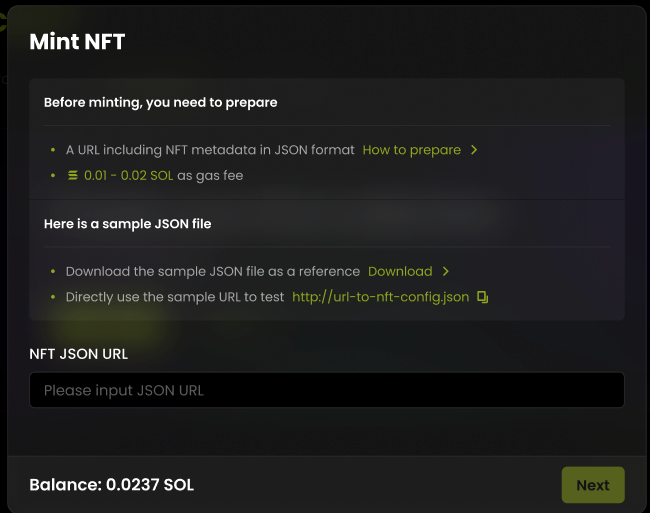 Mint NFT
Before minting, you need to prepare
• A URL including NFT metadata in JSON format How to prepare >
• 0.01 - 0.02 SOL as gas fee
Here is a sample JSON file
• Download the sample JSON file as a reference Download >
• Directly use the sample URL to test http://url-to-nft-config.json
NFT JSON URL
Please input JSON URL
Balance: 0.0237 SOL Next